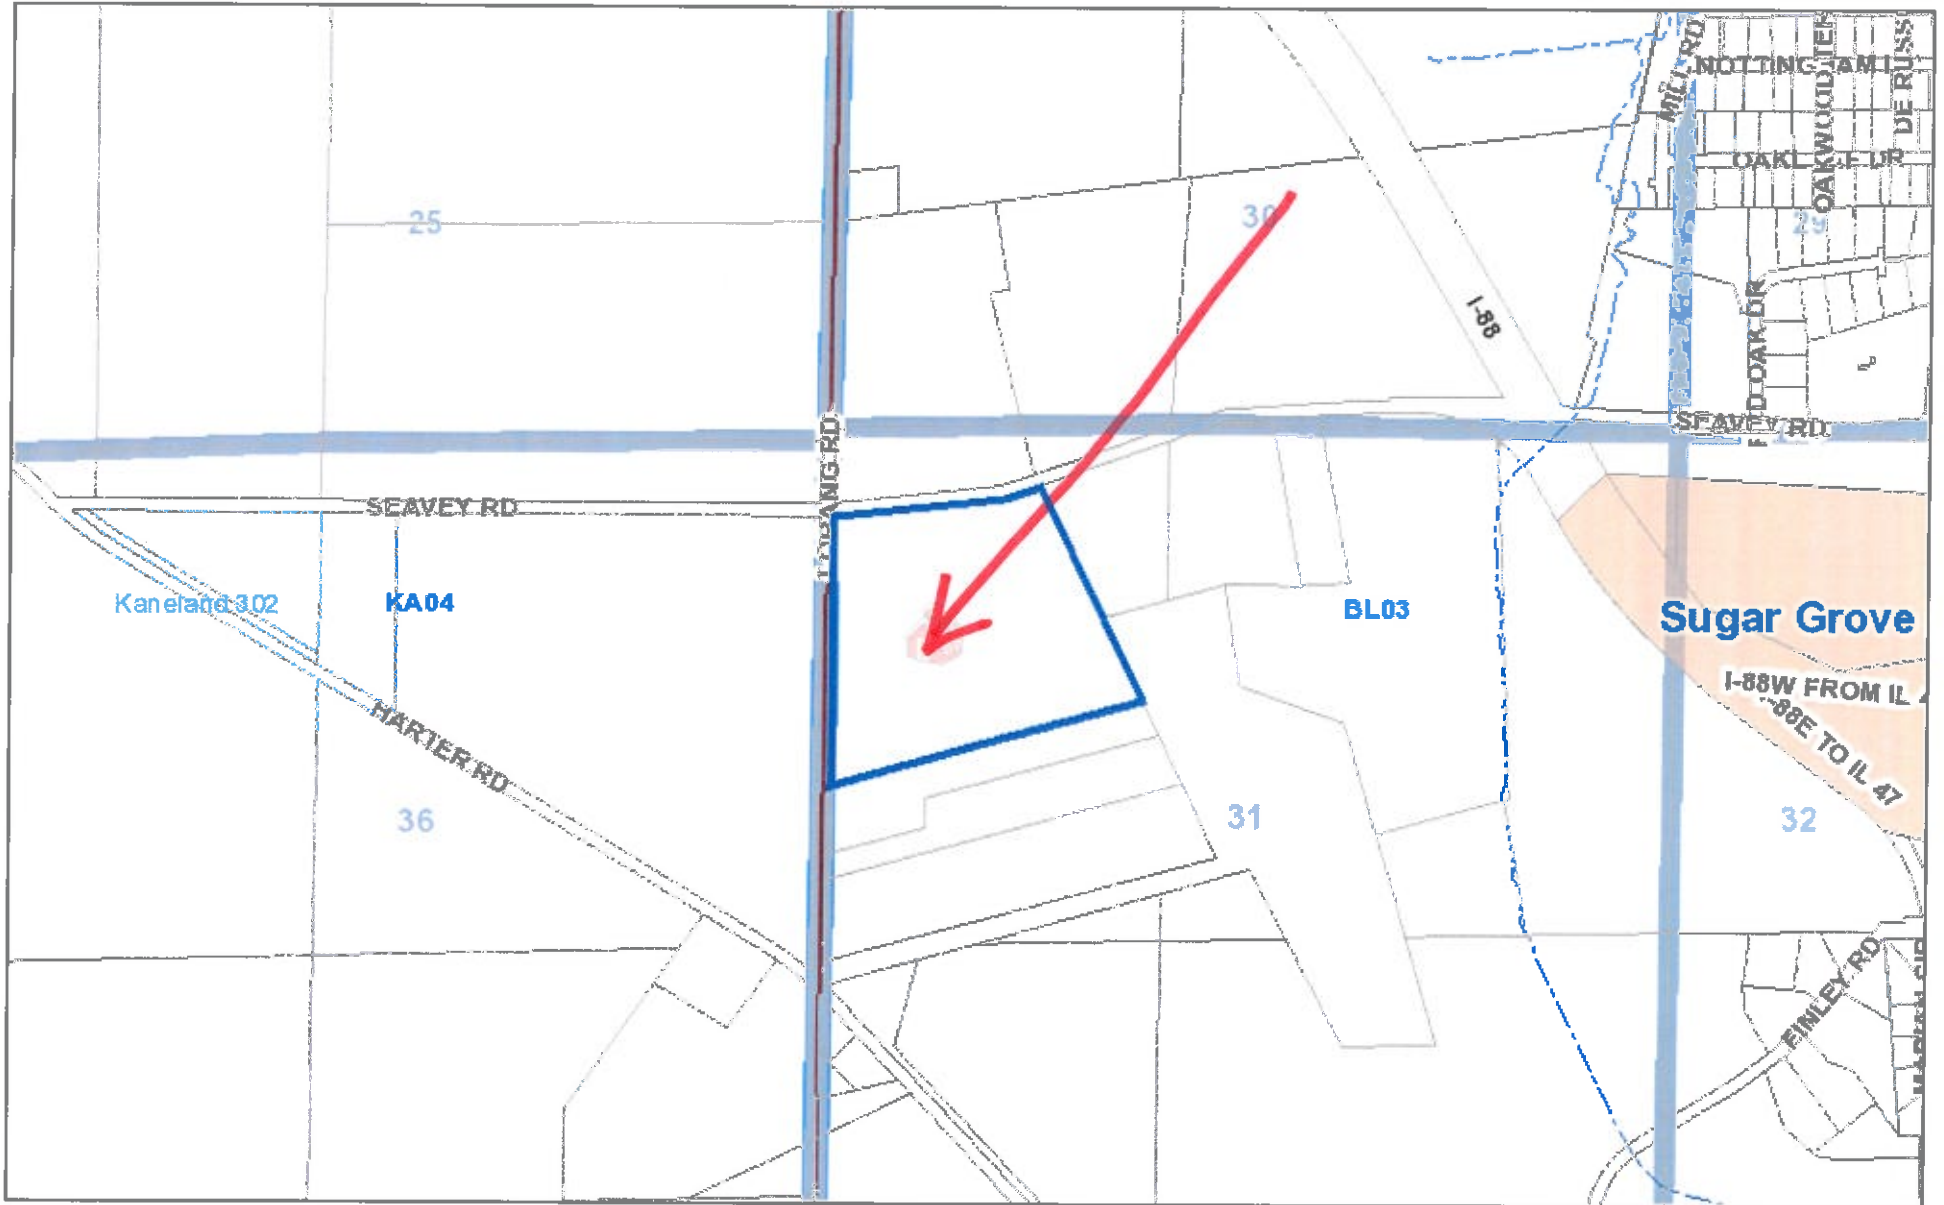 MILL RD
NOTTING
OAKWOOD TER
DE RUSS
DR
25
30
29
I-88
SEAVEY RD
SEAVEY RD
Kaneland 302
KA04
BL03
Sugar Grove
I-88W FROM IL
I-88E TO IL 47
HARTER RD
36
31
32
FINLEY RD